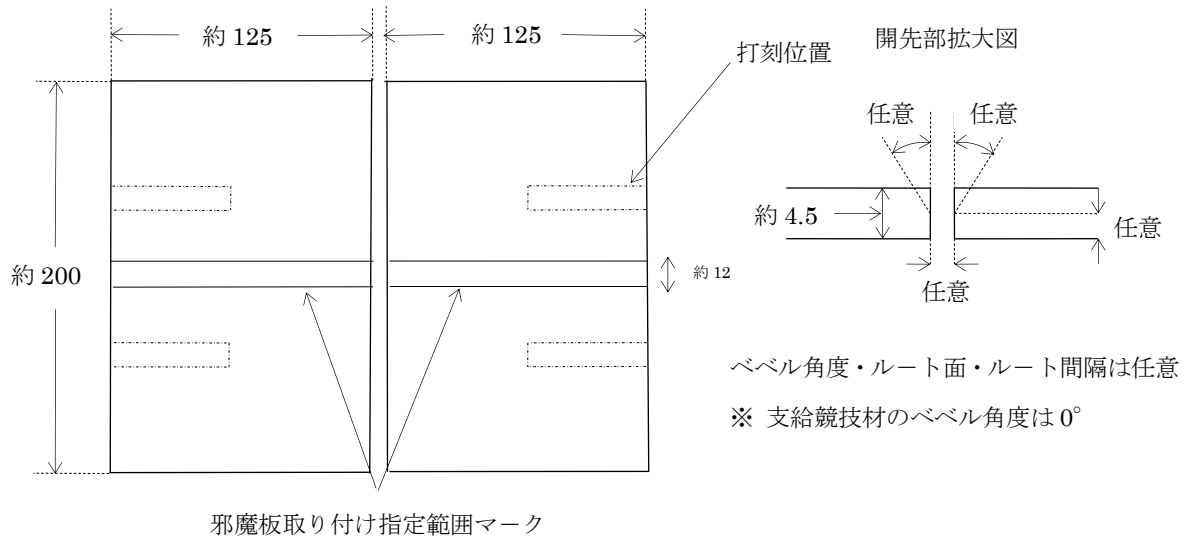 約 125
約 125
開先部拡大図
打刻位置
任意
任意
約 4.5
任意
約 200
約 12
任意
ベベル角度・ルート面・ルート間隔は任意
※ 支給競技材のベベル角度は 0°
邪魔板取り付け指定範囲マーク